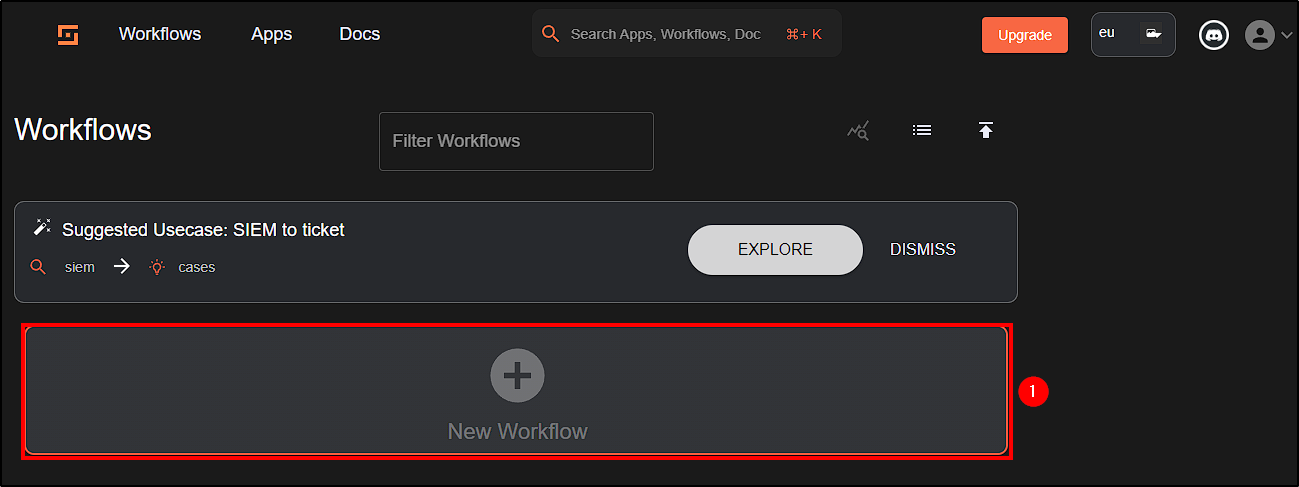 Workflows Apps Docs Search Apps, Workflows, Doc ⌘+ K Upgrade eu
Workflows
Filter Workflows
Suggested Usecase: SIEM to ticket
siem → cases
EXPLORE DISMISS
New Workflow
1